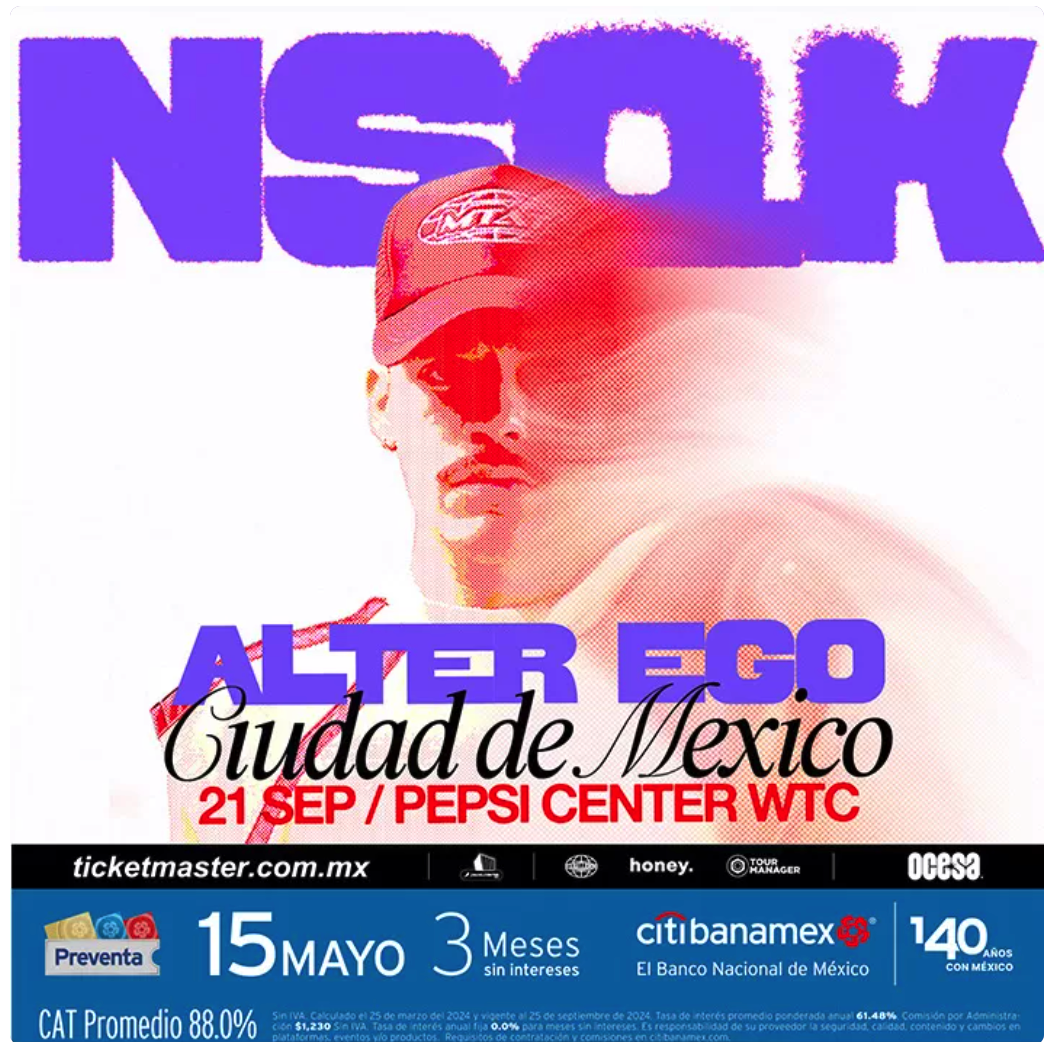 NSQK
MTA
ALTER EGO
Ciudad de Mexico
21 SEP / PEPSI CENTER WTC
ticketmaster.com.mx
honey.
TOUR
MANAGER
ocesa
Preventa
15 MAYO
3 Meses
sin intereses
citibanamex
El Banco Nacional de México
140 AÑOS
CON MÉXICO
CAT Promedio 88.0%
Sin IVA. Calculado el 25 de marzo del 2024 y vigente al 25 de septiembre de 2024. Tasa de interés promedio ponderada anual 61.48%. Comisión por Administra-
ción $1,230 Sin IVA. Tasa de interés anual fija 0.0% para meses sin intereses. Es responsabilidad de su proveedor la seguridad, calidad, contenido y cambios en
plataformas, eventos y/o productos. Requisitos de contratación y comisiones en citibanamex.com.